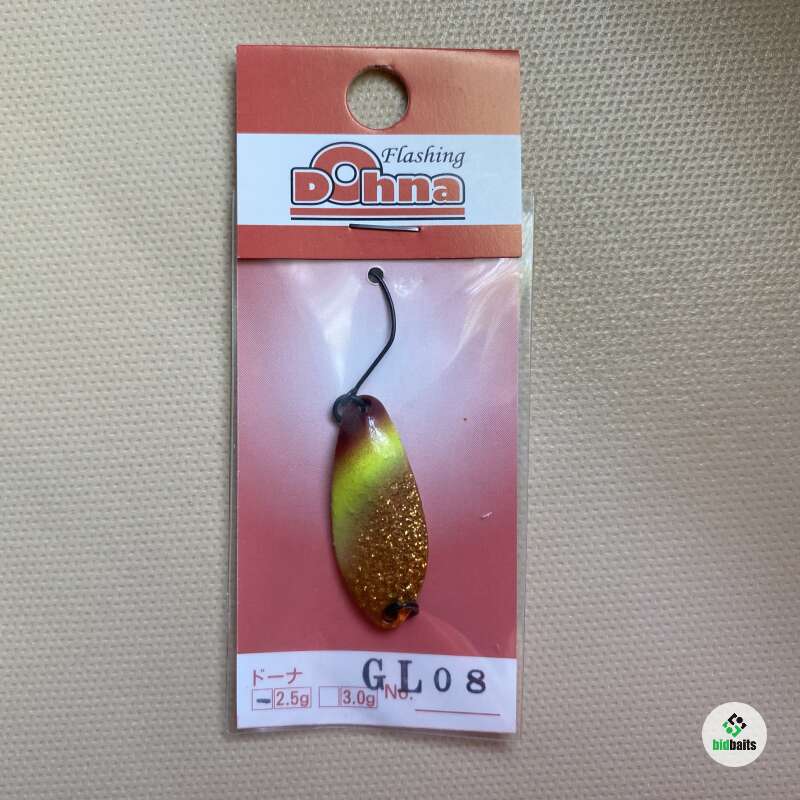 Flashing
Dohna
ドーナ
GL08
2.5g 3.0g No.
bidbaits